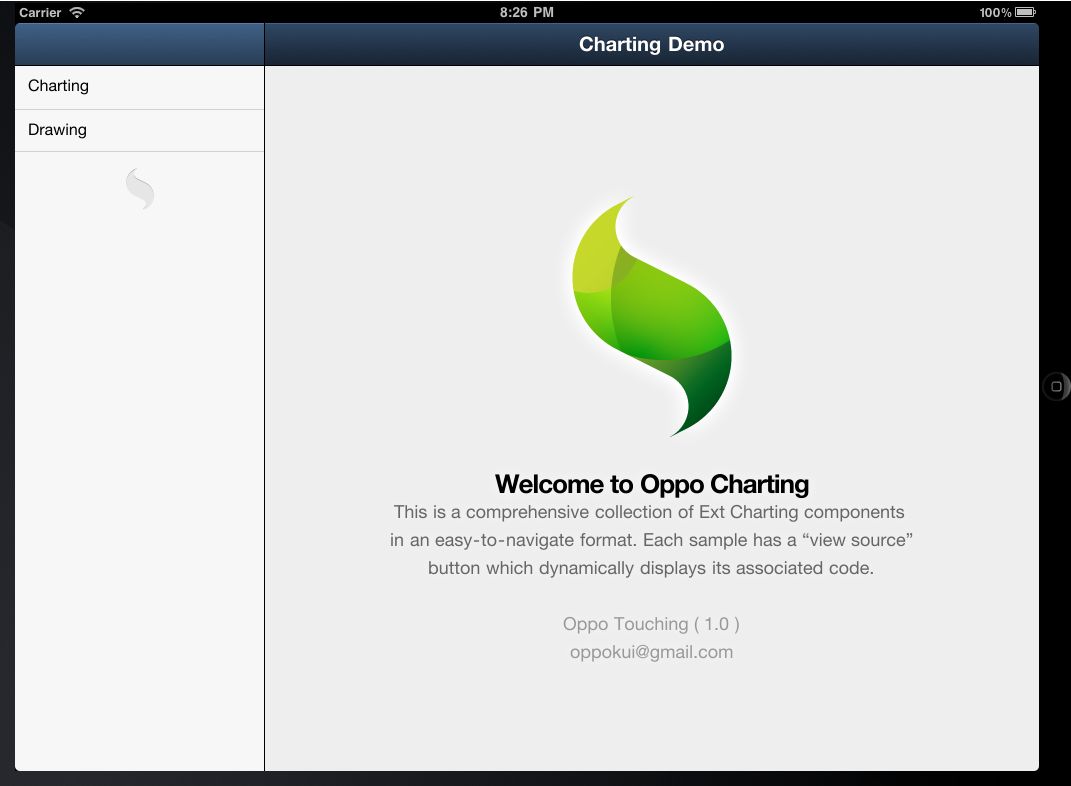 Carrier 8:26 PM 100%
Charting Demo
Charting
Drawing
Welcome to Oppo Charting
This is a comprehensive collection of Ext Charting components
in an easy-to-navigate format. Each sample has a “view source”
button which dynamically displays its associated code.
Oppo Touching ( 1.0 )
oppokui@gmail.com